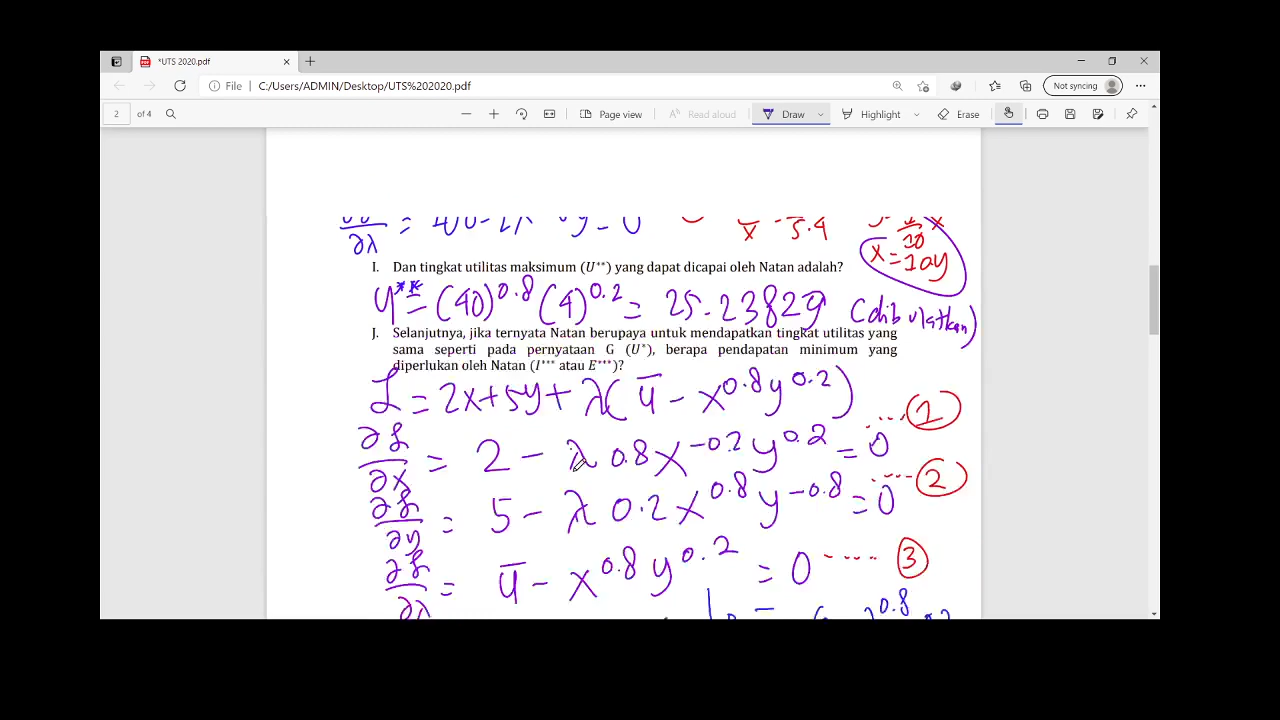 *UTS 2020.pdf
File C:/Users/ADMIN/Desktop/UTS%202020.pdf Not syncing
2 of 4 Page view Read aloud Draw Highlight Erase
∂λ =
x 5.4
x = 10y
I. Dan tingkat utilitas maksimum (U**) yang dapat dicapai oleh Natan adalah?
U** = (40)^0.8 (4)^0.2 = 25.23829 (dibulatkan)
J. Selanjutnya, jika ternyata Natan berupaya untuk mendapatkan tingkat utilitas yang
sama seperti pada pernyataan G (U*), berapa pendapatan minimum yang
diperlukan oleh Natan (I*** atau E***)?
ℒ = 2x+5y+ λ(U̅ - x^0.8 y^0.2)
∂ℒ/∂x = 2 - λ 0.8 x^-0.2 y^0.2 = 0 .... 1
∂ℒ/∂y = 5 - λ 0.2 x^0.8 y^-0.8 = 0 ..... 2
∂ℒ/∂λ = U̅ - x^0.8 y^0.2 = 0 ..... 3